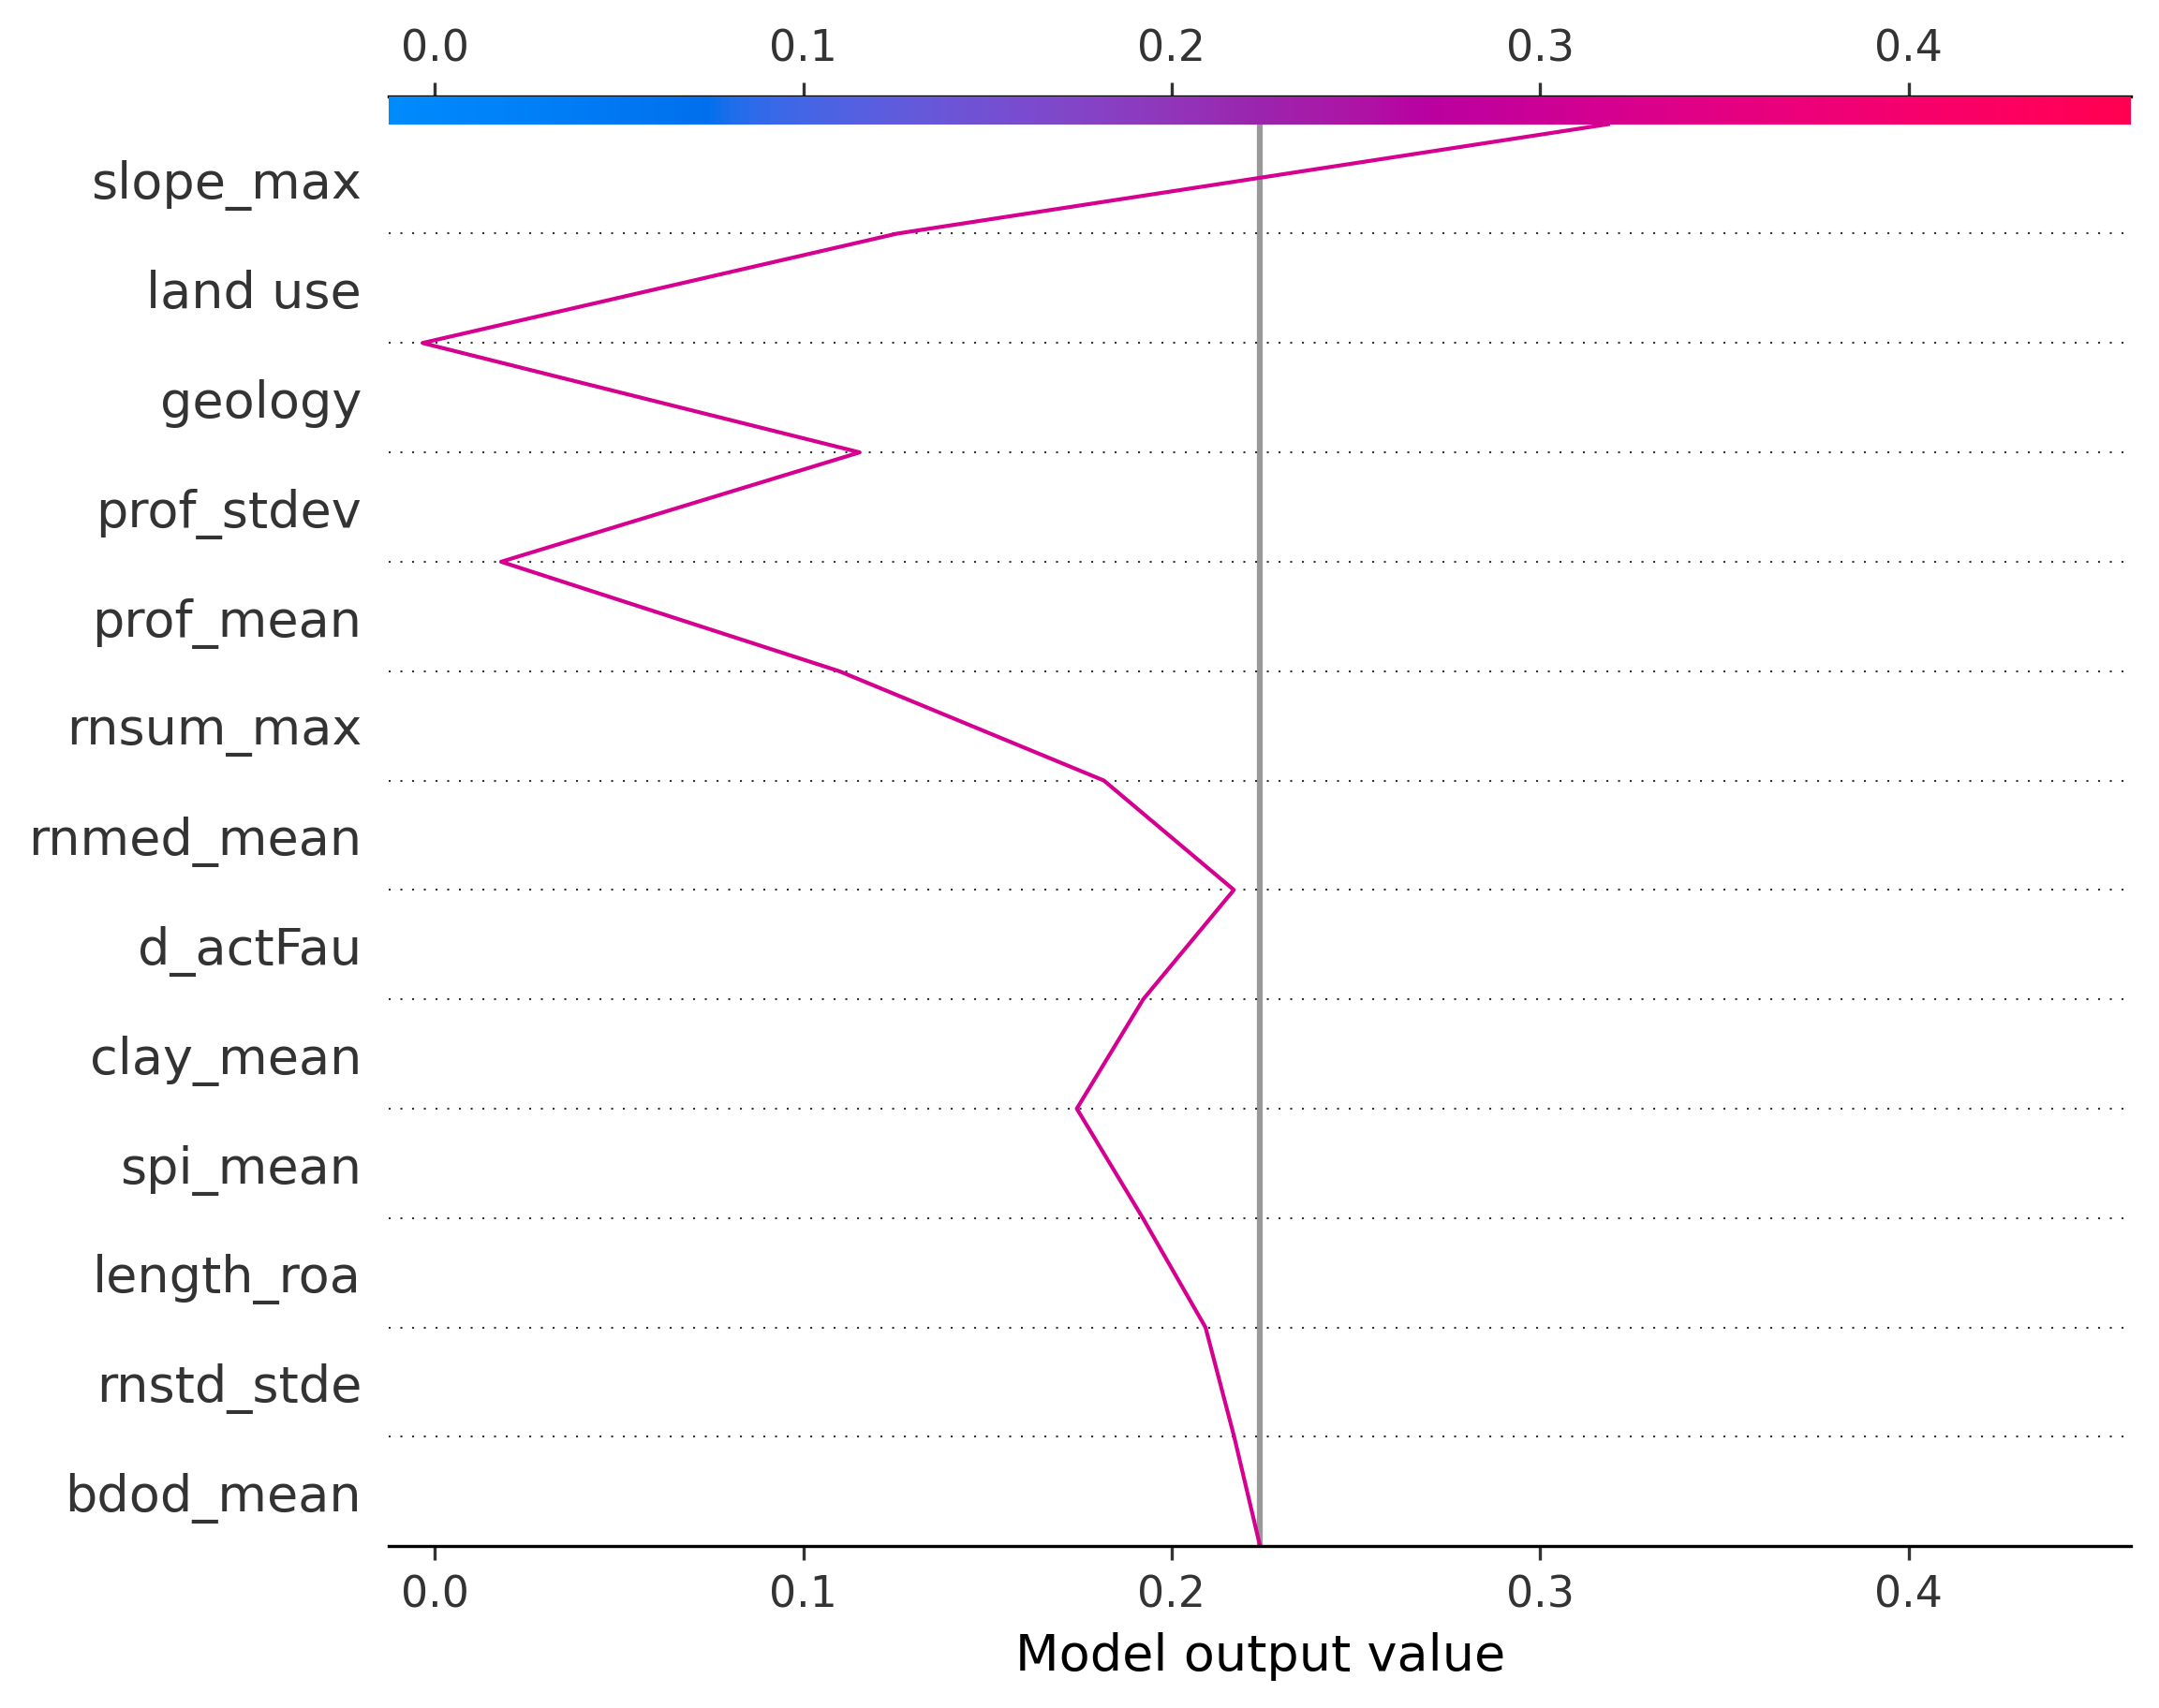 0.0 0.1 0.2 0.3 0.4
slope_max
land use
geology
prof_stdev
prof_mean
rnsum_max
rnmed_mean
d_actFau
clay_mean
spi_mean
length_roa
rnstd_stde
bdod_mean
0.0 0.1 0.2 0.3 0.4
Model output value